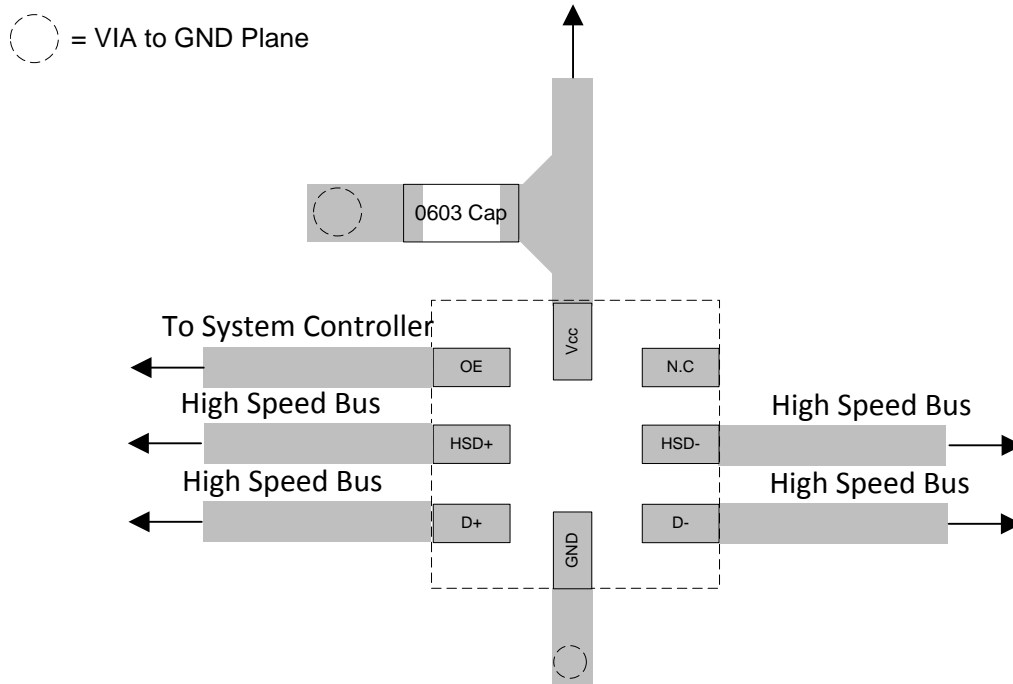 = VIA to GND Plane
0603 Cap
To System Controller
Vcc
OE
N.C
High Speed Bus
High Speed Bus
HSD+
HSD-
High Speed Bus
High Speed Bus
D+
GND
D-